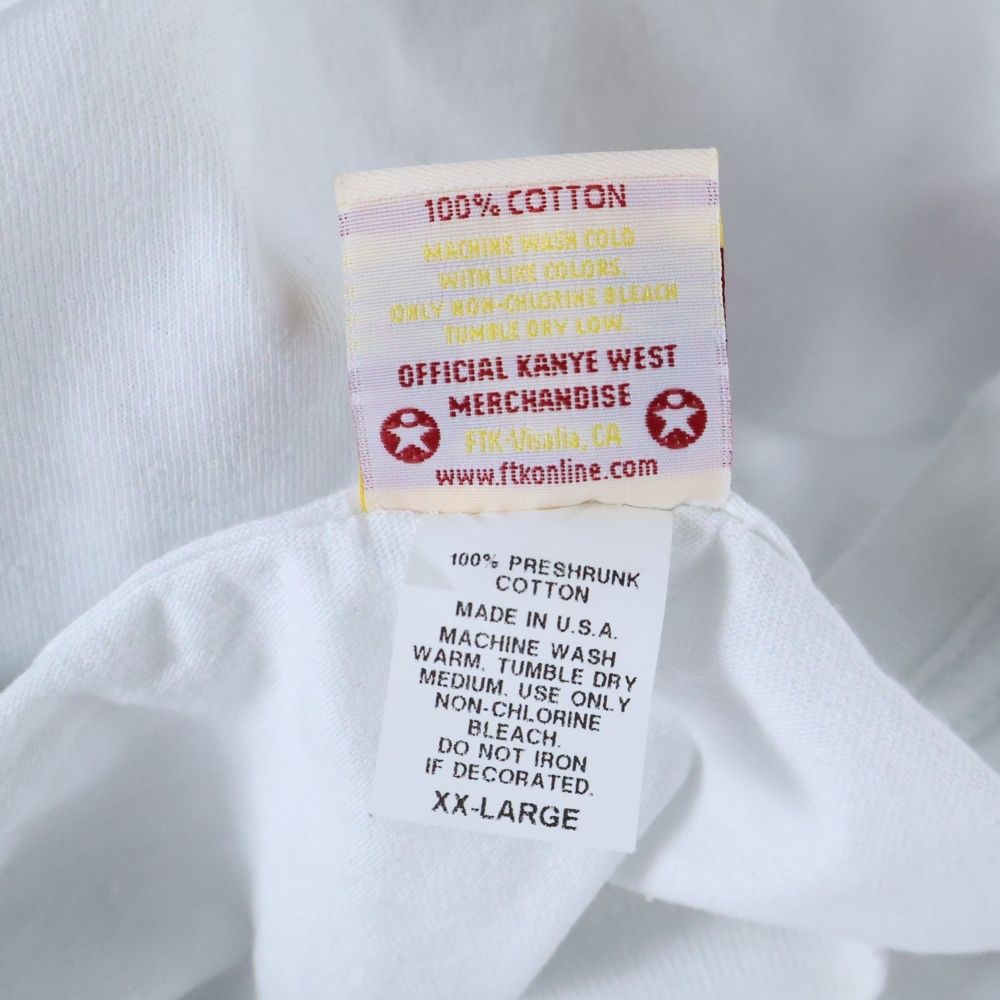 100% COTTON
MACHINE WASH COLD
WITH LIKE COLORS.
ONLY NON-CHLORINE BLEACH
TUMBLE DRY LOW.
OFFICIAL KANYE WEST
MERCHANDISE
FTK-Visalia, CA
www.ftkonline.com
100% PRESHRUNK
COTTON
MADE IN U.S.A.
MACHINE WASH
WARM. TUMBLE DRY
MEDIUM. USE ONLY
NON-CHLORINE
BLEACH.
DO NOT IRON
IF DECORATED.
XX-LARGE